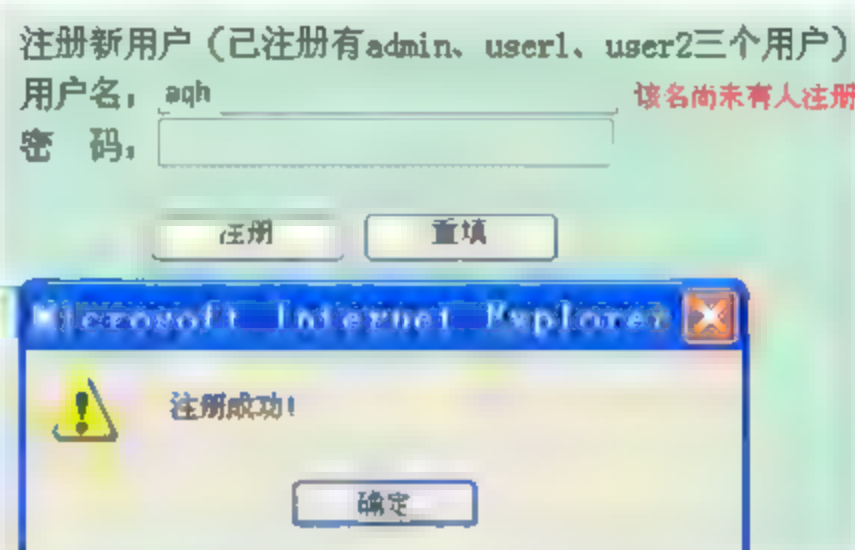 注册新用户（已注册有admin、user1、user2三个用户）
用户名： aqh 该名尚未有人注册
密 码：
注册 重填
Microsoft Internet Explorer
注册成功！
确定